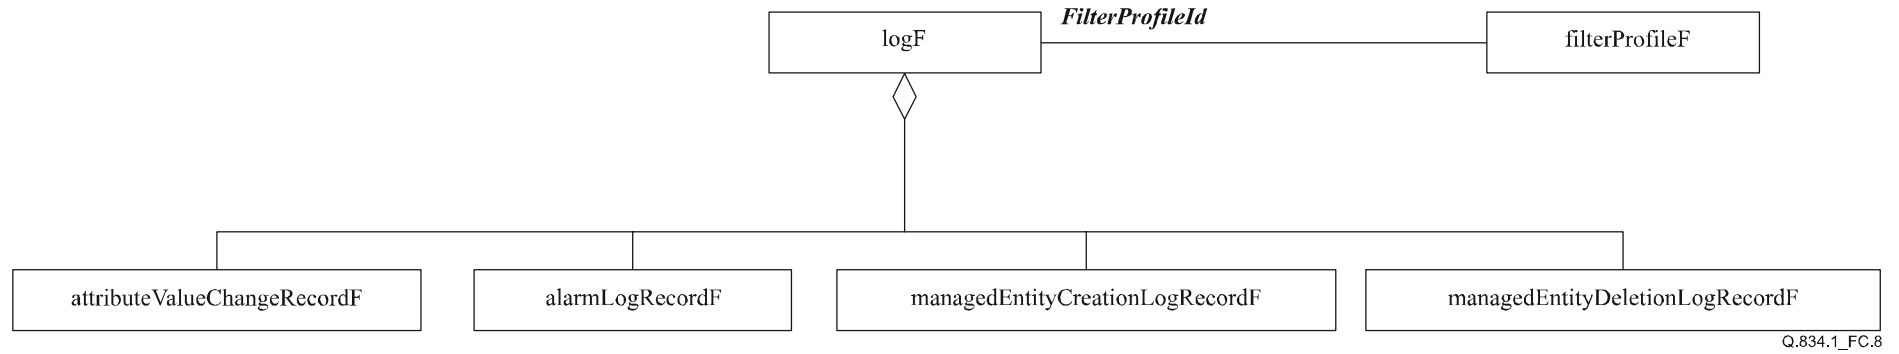 FilterProfileId
logF
filterProfileF
attributeValueChangeRecordF
alarmLogRecordF
managedEntityCreationLogRecordF
managedEntityDeletionLogRecordF
Q.834.1_FC.8